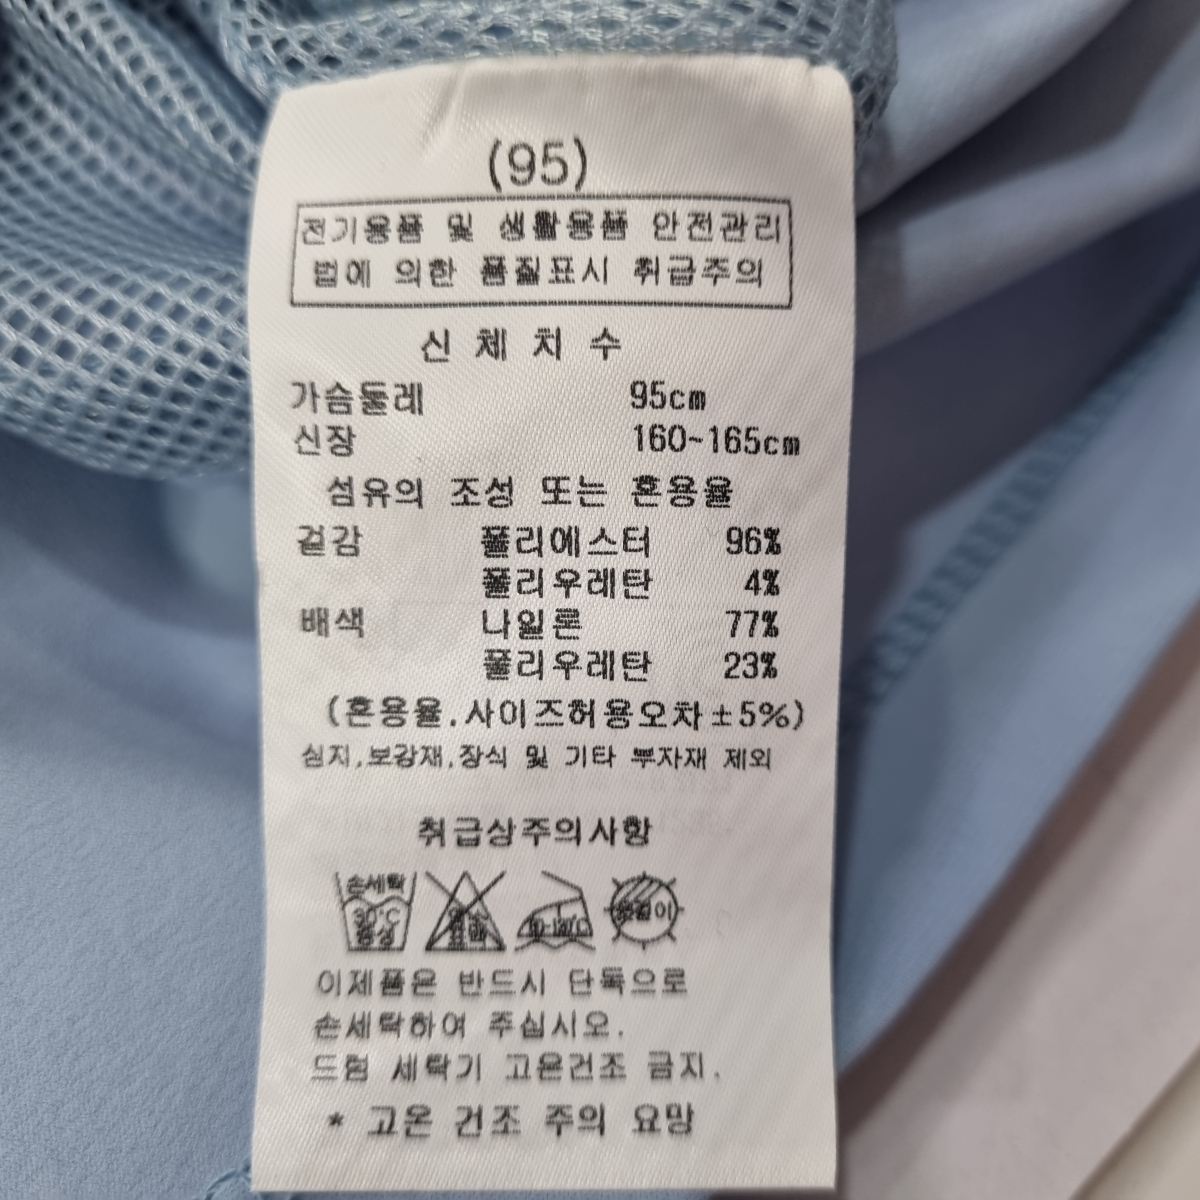 (95)
전기용품 및 생활용품 안전관리
법에 의한 품질표시 취급주의
신체치수
가슴둘레 95cm
신장 160~165cm
섬유의 조성 또는 혼용율
겉감 폴리에스터 96%
폴리우레탄 4%
배색 나일론 77%
폴리우레탄 23%
(혼용율.사이즈허용오차±5%)
심지,보강재,장식 및 기타 부자재 제외
취급상주의사항
손세탁
30°C
중성
이제품은 반드시 단독으로
손세탁하여 주십시오.
드럼 세탁기 고온건조 금지.
* 고온 건조 주의 요망